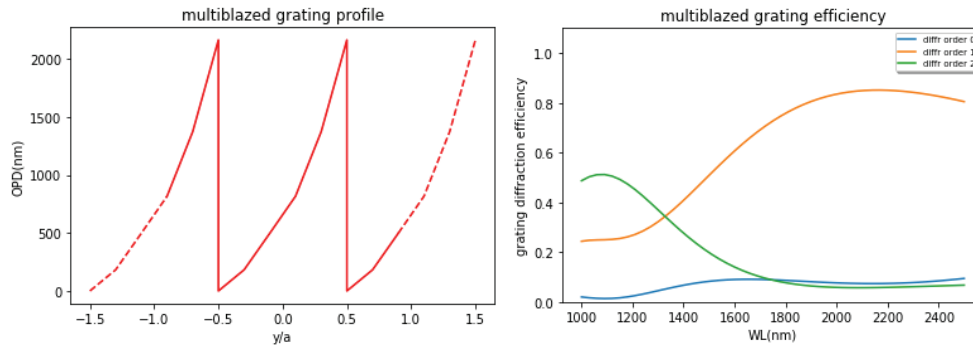 multiblazed grating profile
OPD(nm)
2000
1500
1000
500
0
−1.5 −1.0 −0.5 0.0 0.5 1.0 1.5
y/a
multiblazed grating efficiency
grating diffraction efficiency
1.0
0.8
0.6
0.4
0.2
0.0
diffr order 0
diffr order 1
diffr order 2
1000 1200 1400 1600 1800 2000 2200 2400
WL(nm)